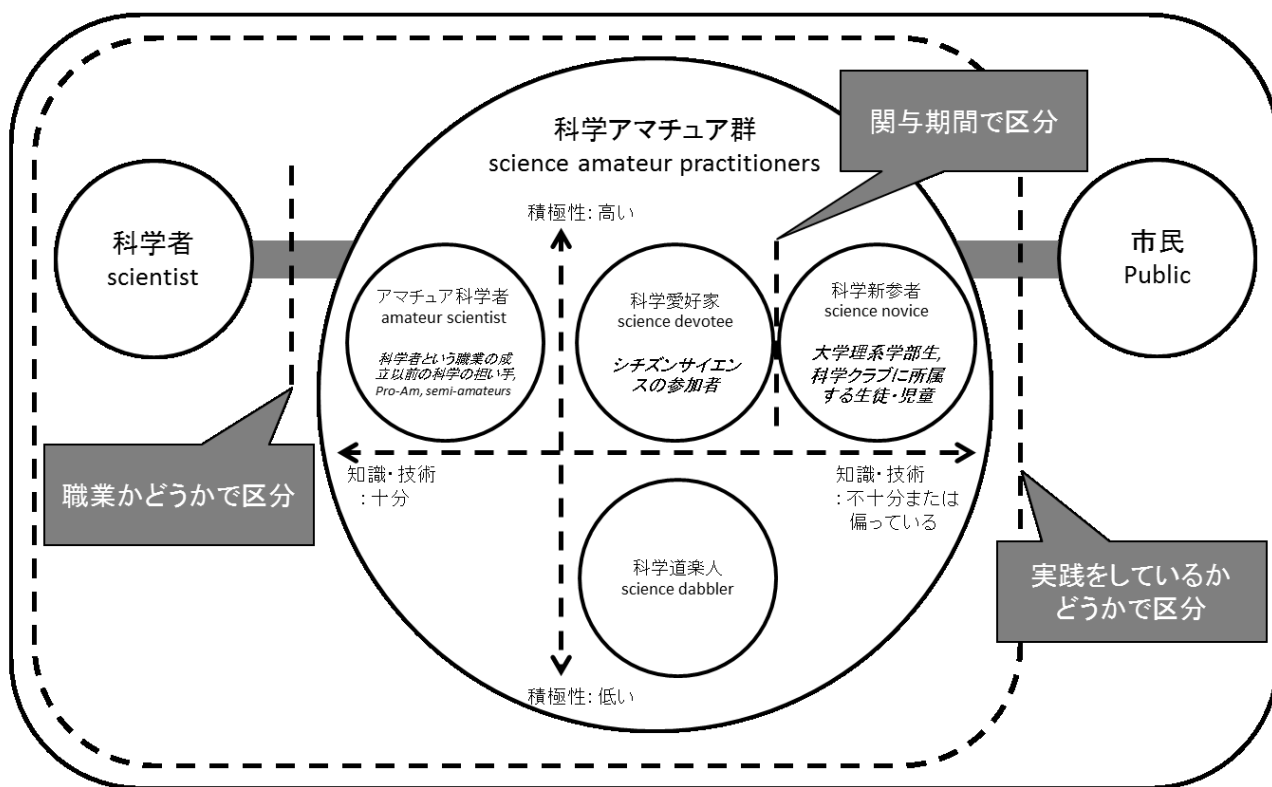 科学アマチュア群
science amateur practitioners
関与期間で区分
科学者
scientist
市民
Public
積極性: 高い
アマチュア科学者
amateur scientist
科学者という職業の成
立以前の科学の担い手,
Pro-Am, semi-amateurs
科学愛好家
science devotee
シチズンサイエン
スの参加者
科学新参者
science novice
大学理系学部生,
科学クラブに所属
する生徒・児童
職業かどうかで区分
知識・技術
:十分
知識・技術
:不十分または
偏っている
科学道楽人
science dabbler
実践をしているか
どうかで区分
積極性: 低い